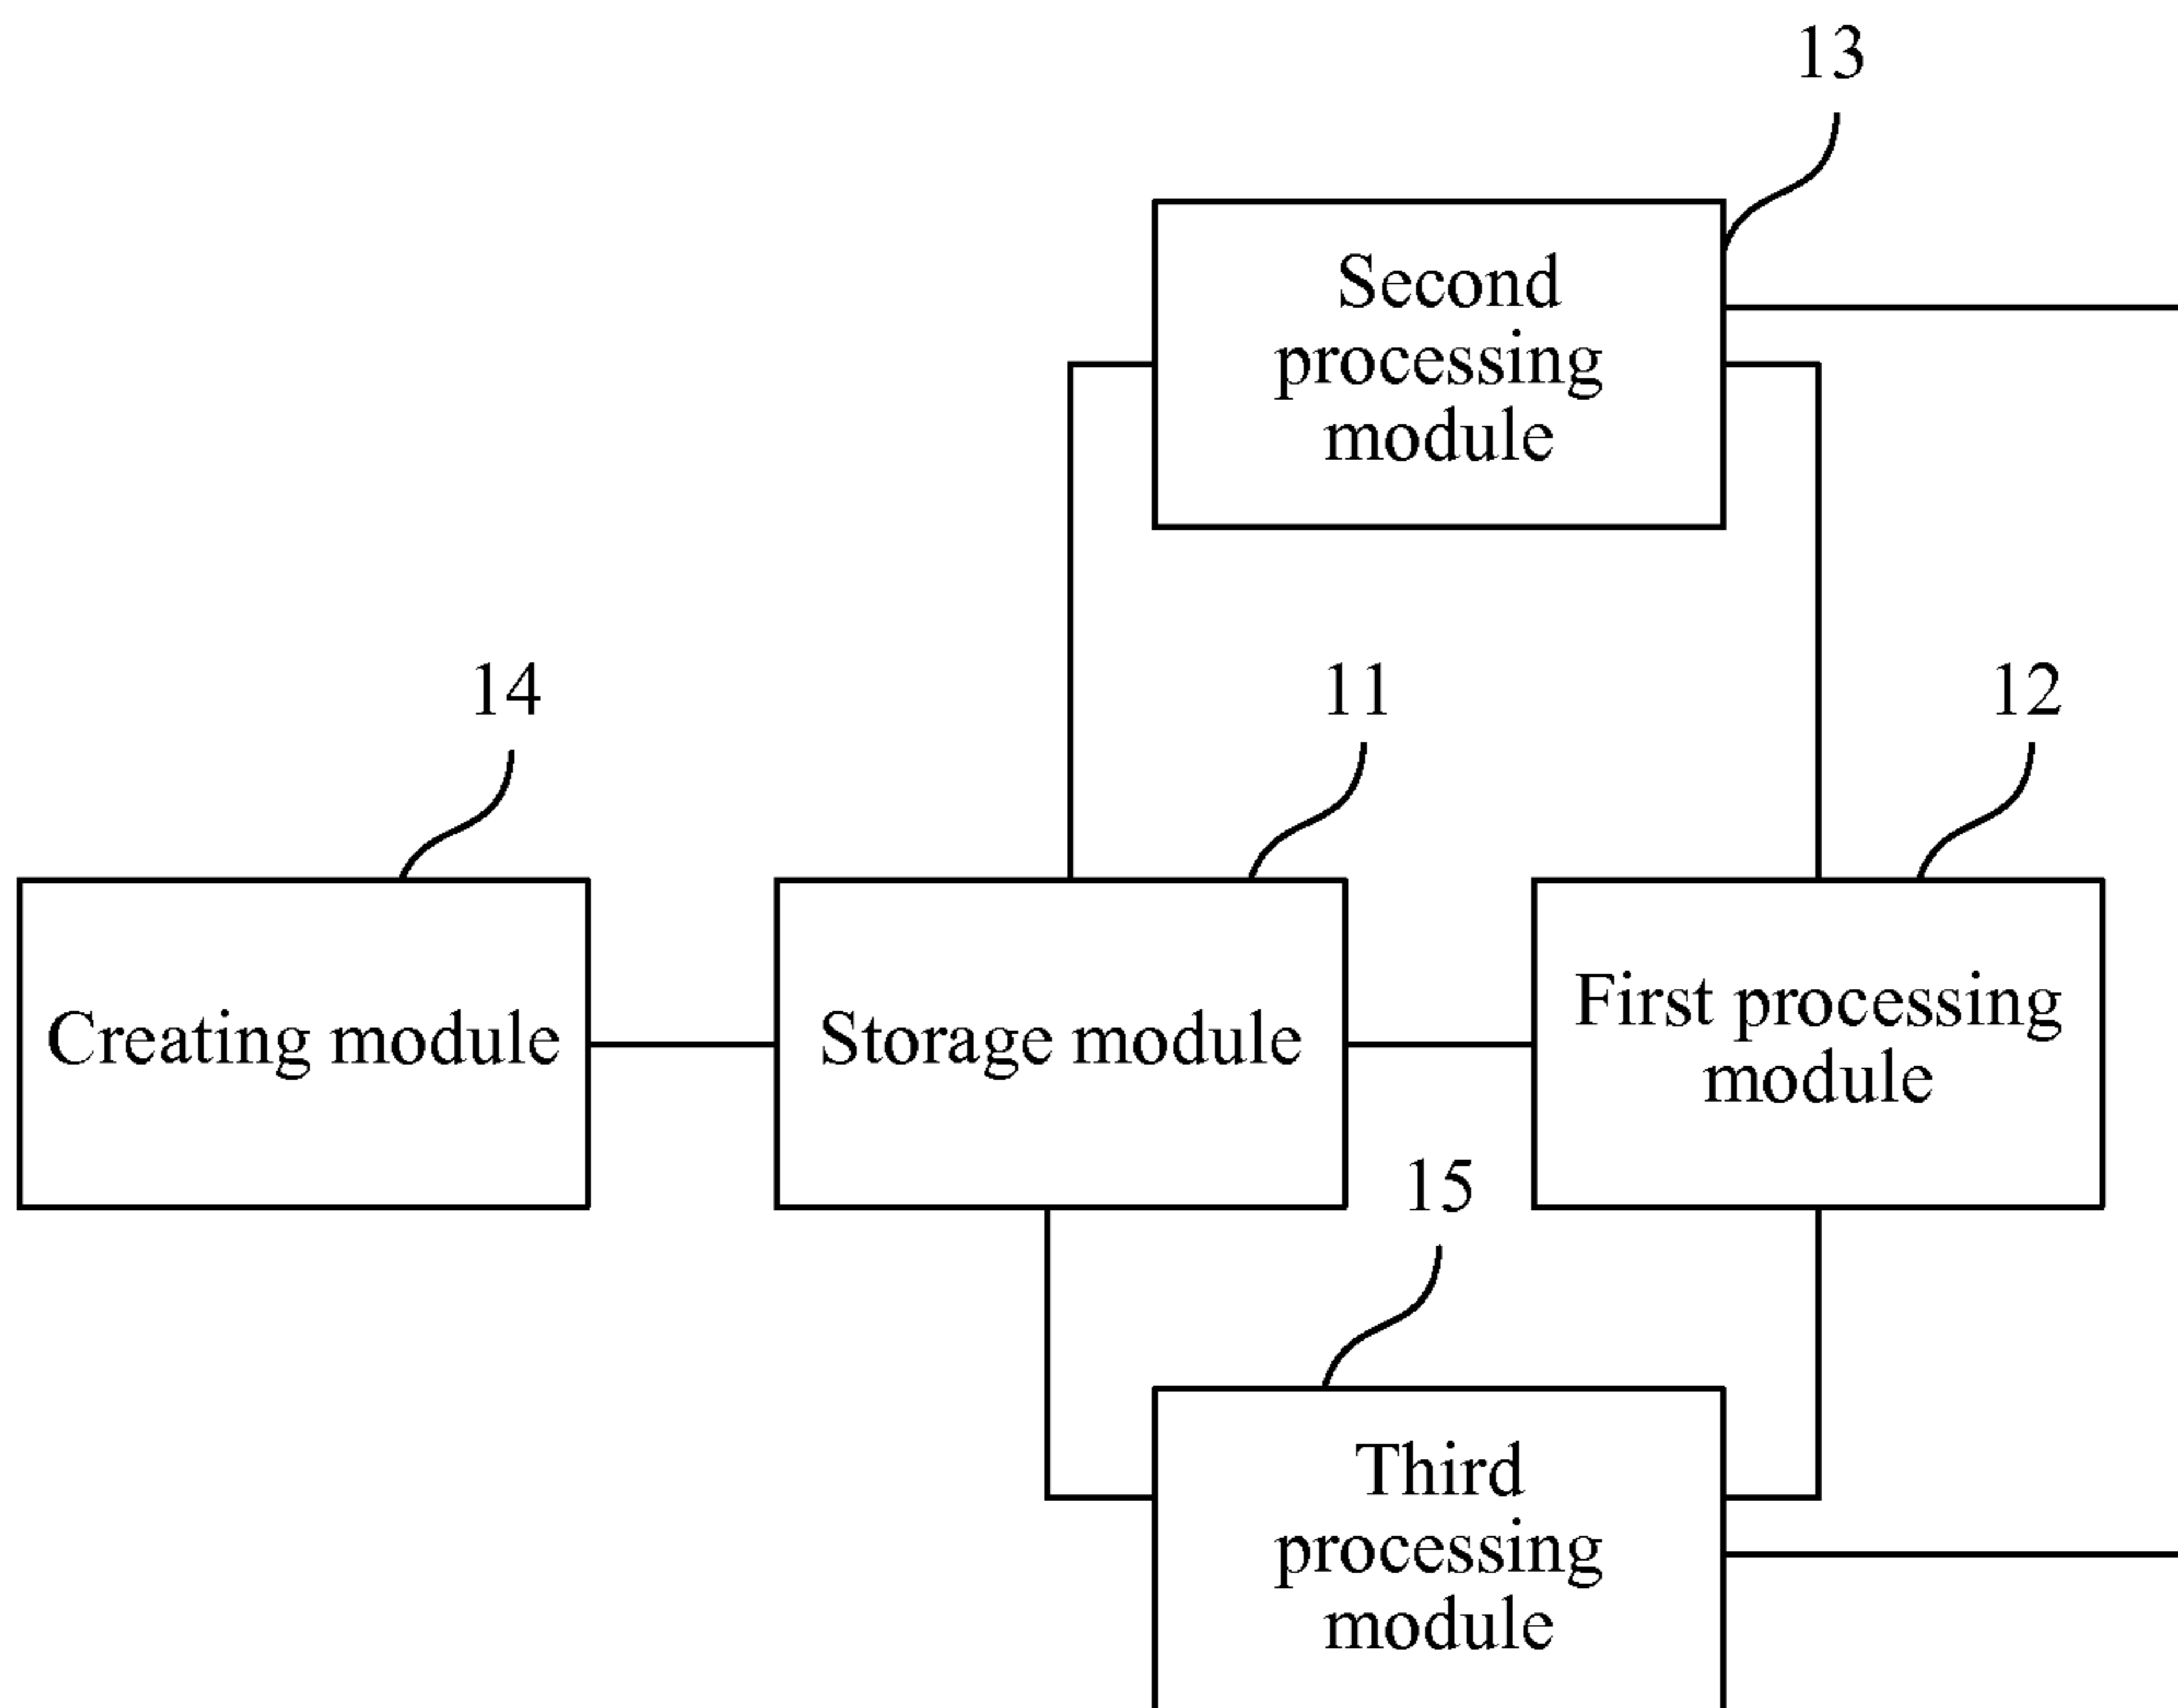 13
Second
processing
module
14
11
12
Creating module
Storage module
First processing
module
15
Third
processing
module